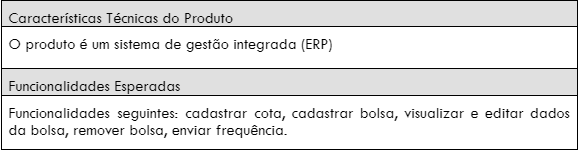 Características Técnicas do Produto
O produto é um sistema de gestão integrada (ERP)
Funcionalidades Esperadas
Funcionalidades seguintes: cadastrar cota, cadastrar bolsa, visualizar e editar dados
da bolsa, remover bolsa, enviar frequência.